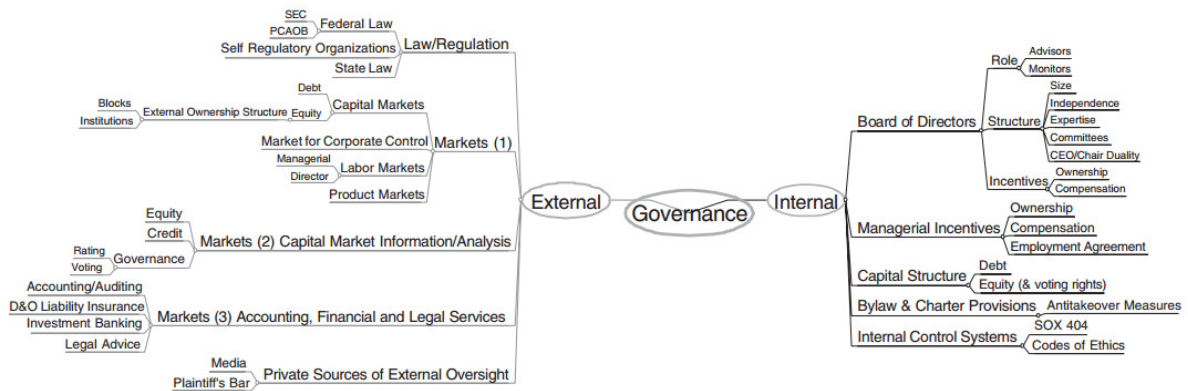 SEC
PCAOB
Federal Law
Self Regulatory Organizations
State Law
Law/Regulation
Debt
Capital Markets
Blocks
Institutions
External Ownership Structure
Equity
Market for Corporate Control
Markets (1)
Managerial
Director
Labor Markets
Product Markets
Equity
Credit
Markets (2) Capital Market Information/Analysis
Rating
Voting
Governance
Accounting/Auditing
D&O Liability Insurance
Investment Banking
Legal Advice
Markets (3) Accounting, Financial and Legal Services
Media
Plaintiff's Bar
Private Sources of External Oversight
External
Governance
Internal
Board of Directors
Role
Advisors
Monitors
Structure
Size
Independence
Expertise
Committees
CEO/Chair Duality
Incentives
Ownership
Compensation
Managerial Incentives
Ownership
Compensation
Employment Agreement
Capital Structure
Debt
Equity (& voting rights)
Bylaw & Charter Provisions
Antitakeover Measures
Internal Control Systems
SOX 404
Codes of Ethics